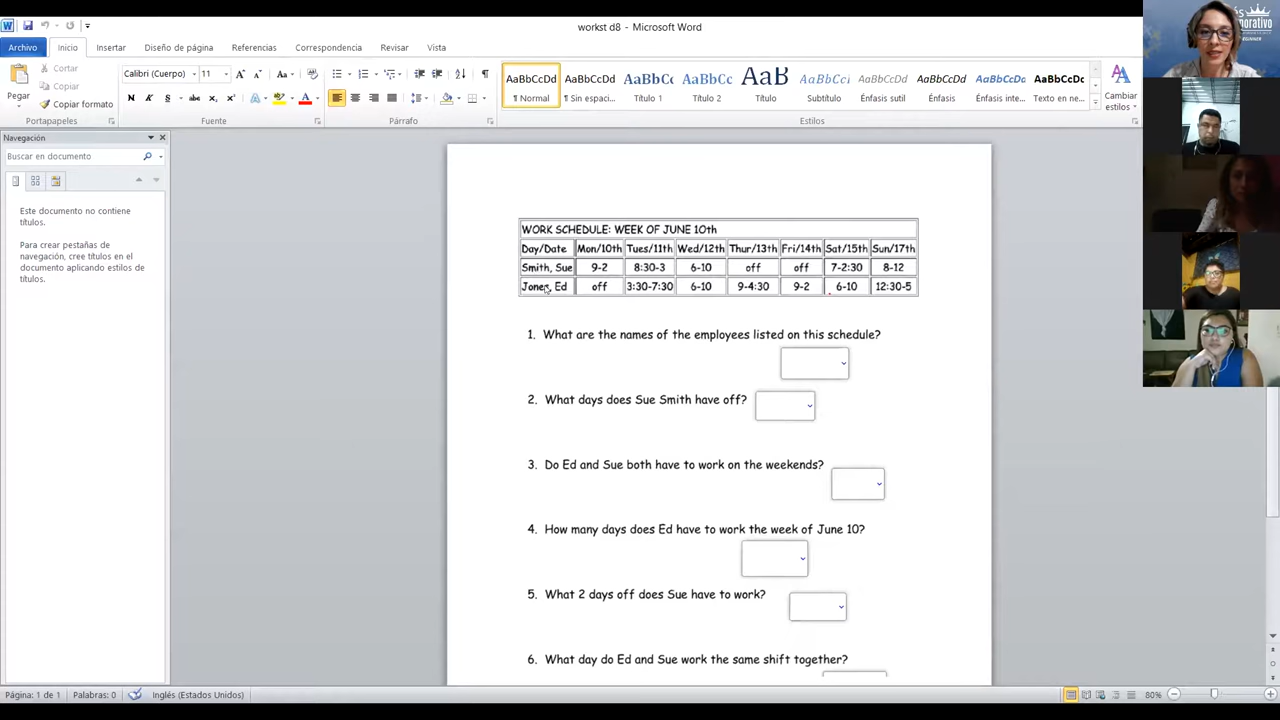 workst d8 - Microsoft Word
Archivo Inicio Insertar Diseño de página Referencias Correspondencia Revisar Vista
Cortar
Copiar
Copiar formato
Pegar
Portapapeles
Calibri (Cuerpo) 11
Fuente
Párrafo
AaBbCcDd AaBbCcDd AaBbCc AaBbCc AaB AaBbCcI AaBbCcDd AaBbCcDd AaBbCcDd AaBbCcDc
¶ Normal ¶ Sin espaci... Título 1 Título 2 Título Subtítulo Énfasis sutil Énfasis Énfasis inte... Texto en ne...
Estilos
Cambiar estilos
BEGINNER
Navegación
Buscar en documento
Este documento no contiene
títulos.
Para crear pestañas de
navegación, cree títulos en el
documento aplicando estilos de
títulos.
WORK SCHEDULE: WEEK OF JUNE 10th
Day/Date Mon/10th Tues/11th Wed/12th Thur/13th Fri/14th Sat/15th Sun/17th
Smith, Sue 9-2 8:30-3 6-10 off off 7-2:30 8-12
Jones, Ed off 3:30-7:30 6-10 9-4:30 9-2 6-10 12:30-5
1. What are the names of the employees listed on this schedule?
2. What days does Sue Smith have off?
3. Do Ed and Sue both have to work on the weekends?
4. How many days does Ed have to work the week of June 10?
5. What 2 days off does Sue have to work?
6. What day do Ed and Sue work the same shift together?
Página: 1 de 1 Palabras: 0 Inglés (Estados Unidos) 80%